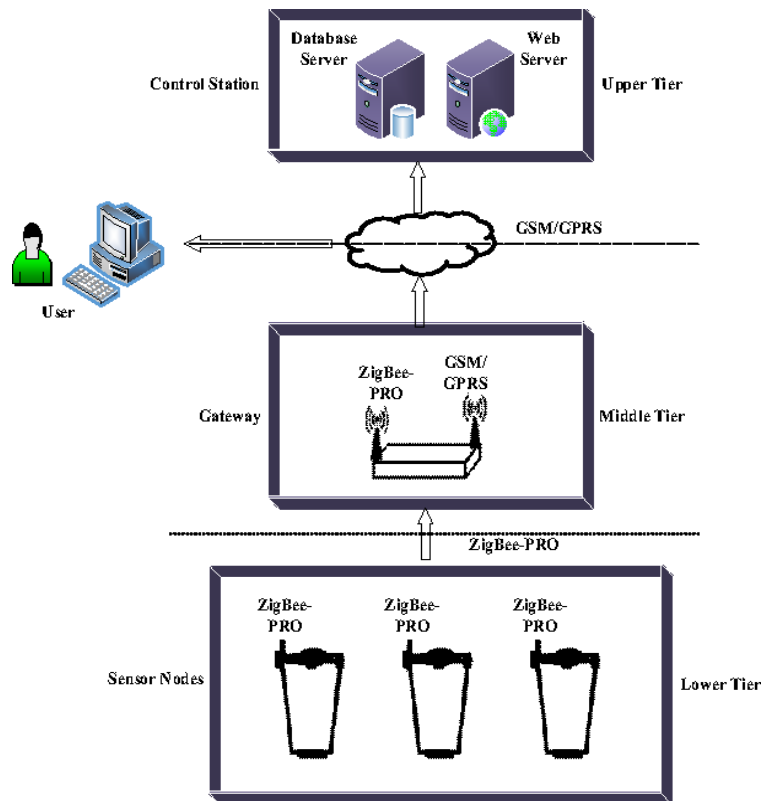 Database
Server
Web
Server
Control Station
Upper Tier
GSM/GPRS
User
ZigBee-
PRO
GSM/
GPRS
Gateway
Middle Tier
ZigBee-PRO
ZigBee-
PRO
ZigBee-
PRO
ZigBee-
PRO
Sensor Nodes
Lower Tier